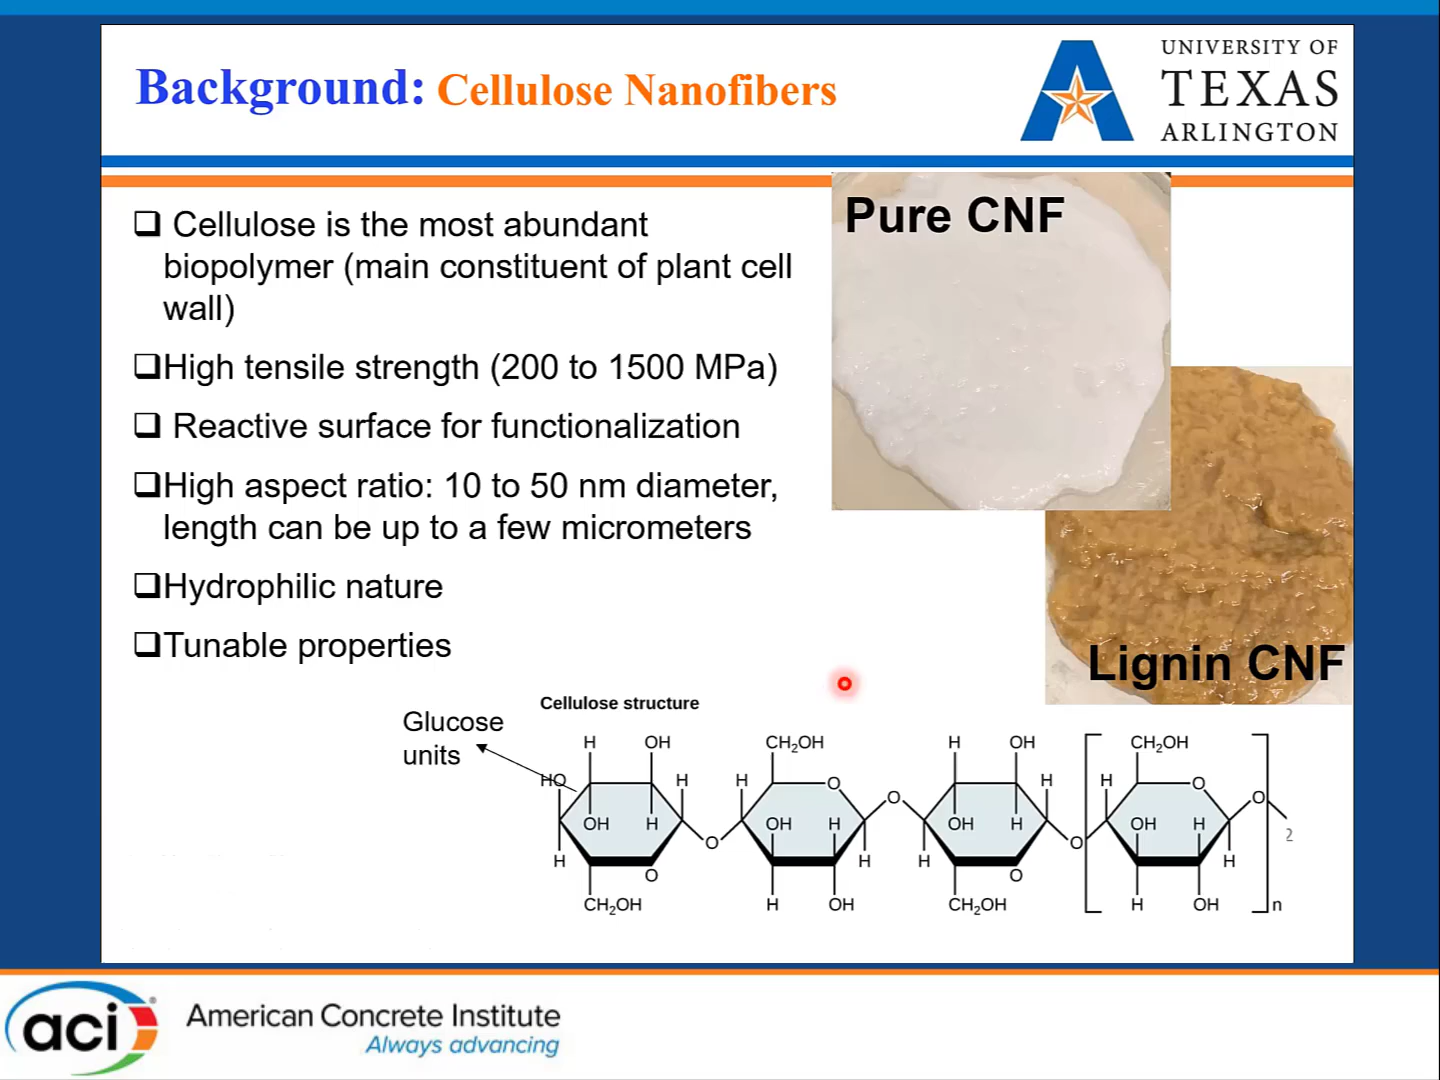 Background: Cellulose Nanofibers
UNIVERSITY OF
TEXAS
ARLINGTON
Cellulose is the most abundant
biopolymer (main constituent of plant cell
wall)
High tensile strength (200 to 1500 MPa)
Reactive surface for functionalization
High aspect ratio: 10 to 50 nm diameter,
length can be up to a few micrometers
Hydrophilic nature
Tunable properties
Pure CNF
Lignin CNF
Cellulose structure
Glucose
units
H OH CH₂OH H OH CH₂OH
HO H H O O H H O O
OH H OH H OH H OH H
H O H H O H 2
O O
CH₂OH H OH CH₂OH H OH n
aci®
American Concrete Institute
Always advancing